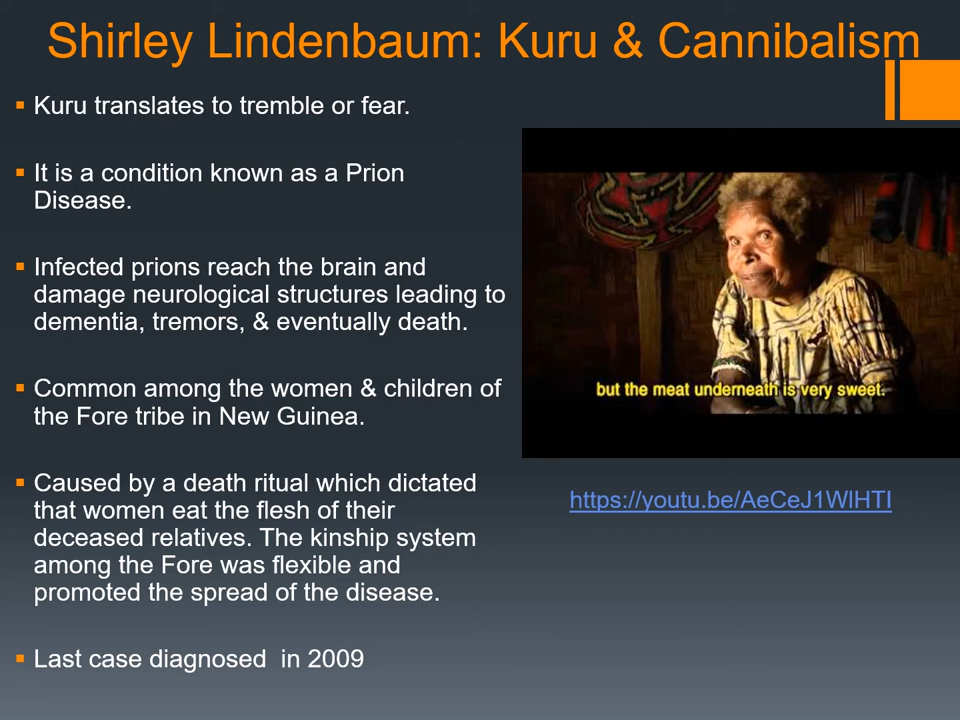 Shirley Lindenbaum: Kuru & Cannibalism
Kuru translates to tremble or fear.
It is a condition known as a Prion
Disease.
Infected prions reach the brain and
damage neurological structures leading to
dementia, tremors, & eventually death.
Common among the women & children of
the Fore tribe in New Guinea.
Caused by a death ritual which dictated
that women eat the flesh of their
deceased relatives. The kinship system
among the Fore was flexible and
promoted the spread of the disease.
Last case diagnosed  in 2009
but the meat underneath is very sweet.
https://youtu.be/AeCeJ1WlHTI